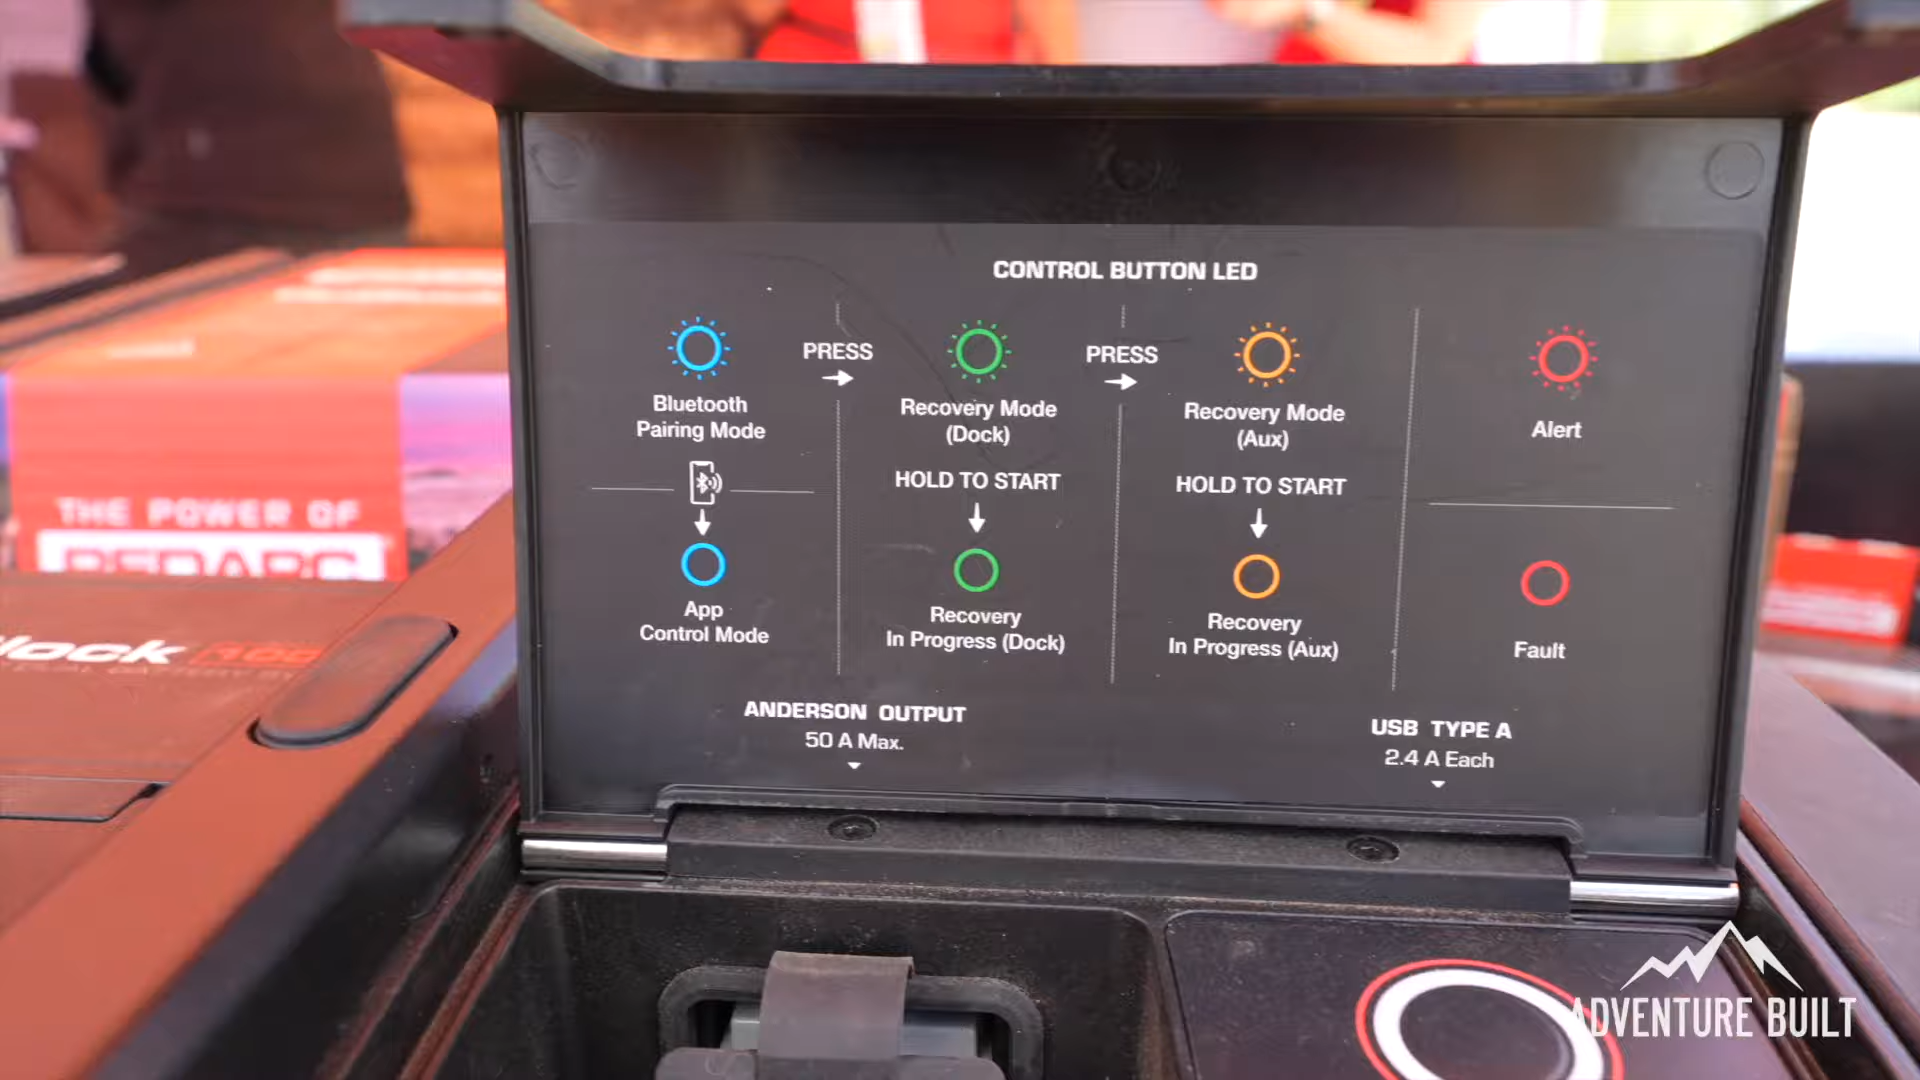 CONTROL BUTTON LED
Bluetooth
Pairing Mode
PRESS
Recovery Mode
(Dock)
PRESS
Recovery Mode
(Aux)
Alert
HOLD TO START
HOLD TO START
App
Control Mode
Recovery
In Progress (Dock)
Recovery
In Progress (Aux)
Fault
ANDERSON OUTPUT
50 A Max.
USB TYPE A
2.4 A Each
THE POWER OF
REDARC
ADVENTURE BUILT